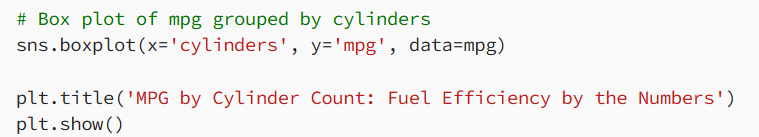 # Box plot of mpg grouped by cylinders
sns.boxplot(x='cylinders', y='mpg', data=mpg)
plt.title('MPG by Cylinder Count: Fuel Efficiency by the Numbers')
plt.show()